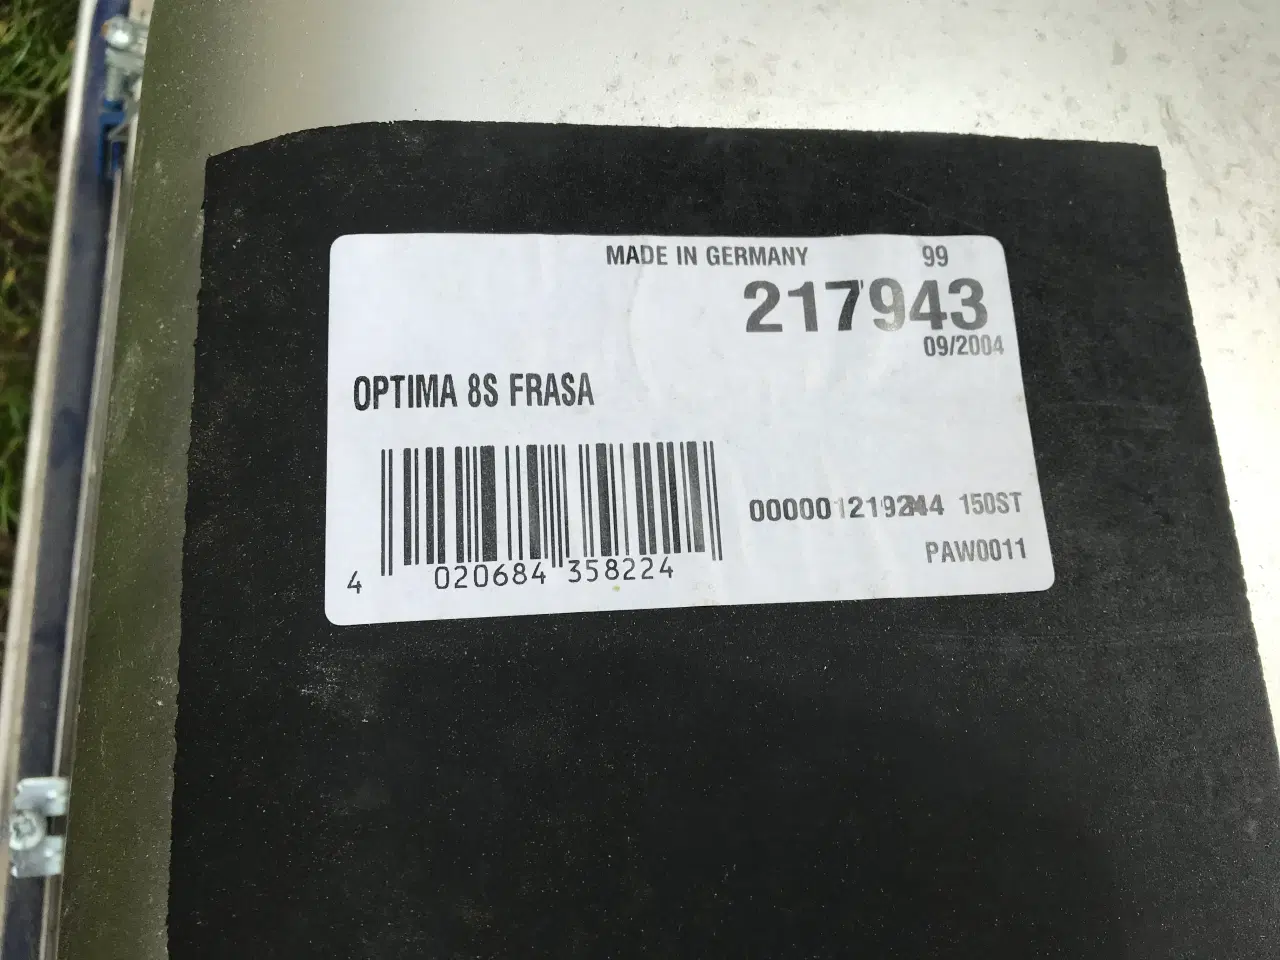 MADE IN GERMANY 99
217943
09/2004
OPTIMA 8S FRASA
150ST
PAW0011
4 020684 358224